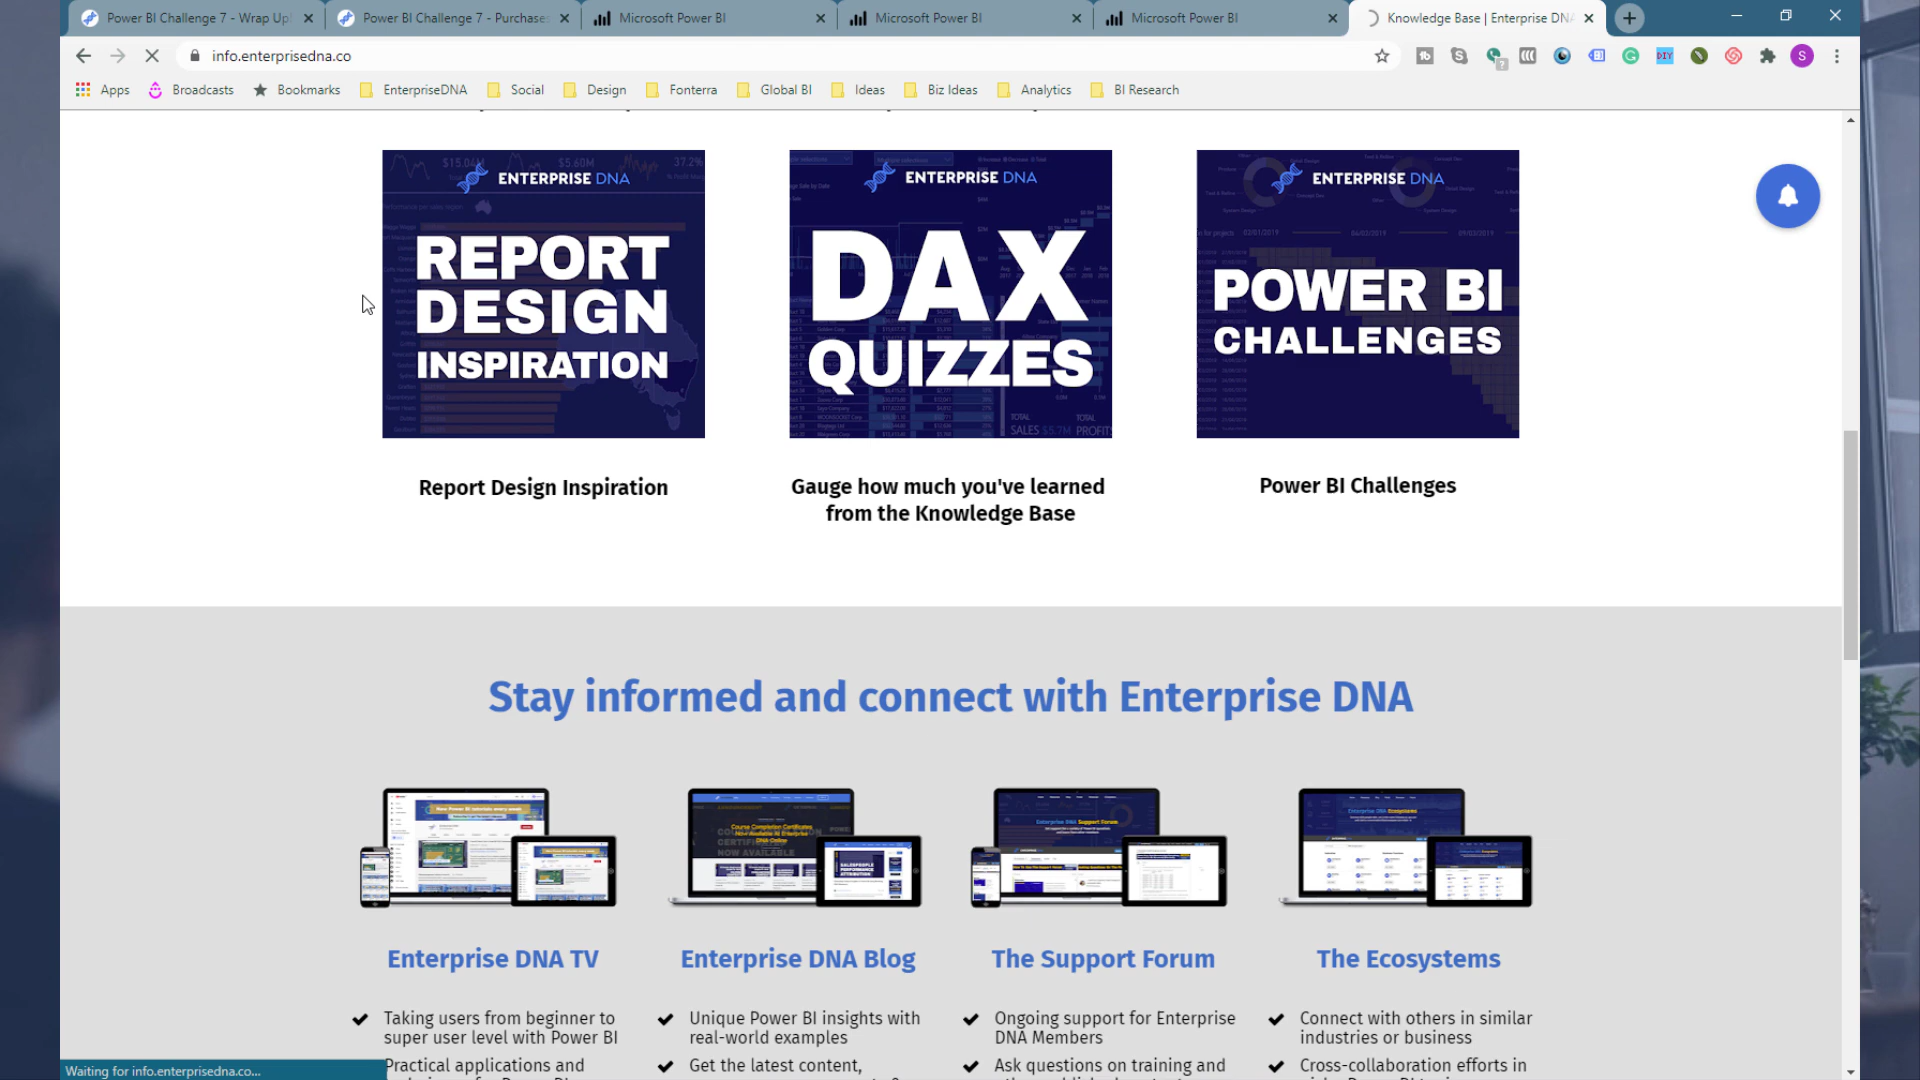 Power BI Challenge 7 - Wrap Up!
Power BI Challenge 7 - Purchases
Microsoft Power BI
Microsoft Power BI
Microsoft Power BI
Knowledge Base | Enterprise DNA
info.enterprisedna.co
Apps Broadcasts Bookmarks EnterpriseDNA Social Design Fonterra Global BI Ideas Biz Ideas Analytics BI Research
ENTERPRISE DNA
REPORT
DESIGN
INSPIRATION
ENTERPRISE DNA
DAX
QUIZZES
ENTERPRISE DNA
POWER BI
CHALLENGES
Report Design Inspiration
Gauge how much you've learned
from the Knowledge Base
Power BI Challenges
Stay informed and connect with Enterprise DNA
Enterprise DNA TV
Taking users from beginner to
super user level with Power BI
Practical applications and
Enterprise DNA Blog
Unique Power BI insights with
real-world examples
Get the latest content,
The Support Forum
Ongoing support for Enterprise
DNA Members
Ask questions on training and
The Ecosystems
Connect with others in similar
industries or business
Cross-collaboration efforts in
Waiting for info.enterprisedna.co...